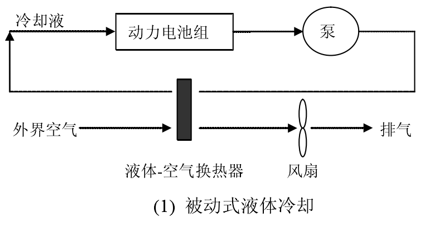 冷却液
动力电池组
泵
外界空气
排气
液体-空气换热器
风扇
(1) 被动式液体冷却